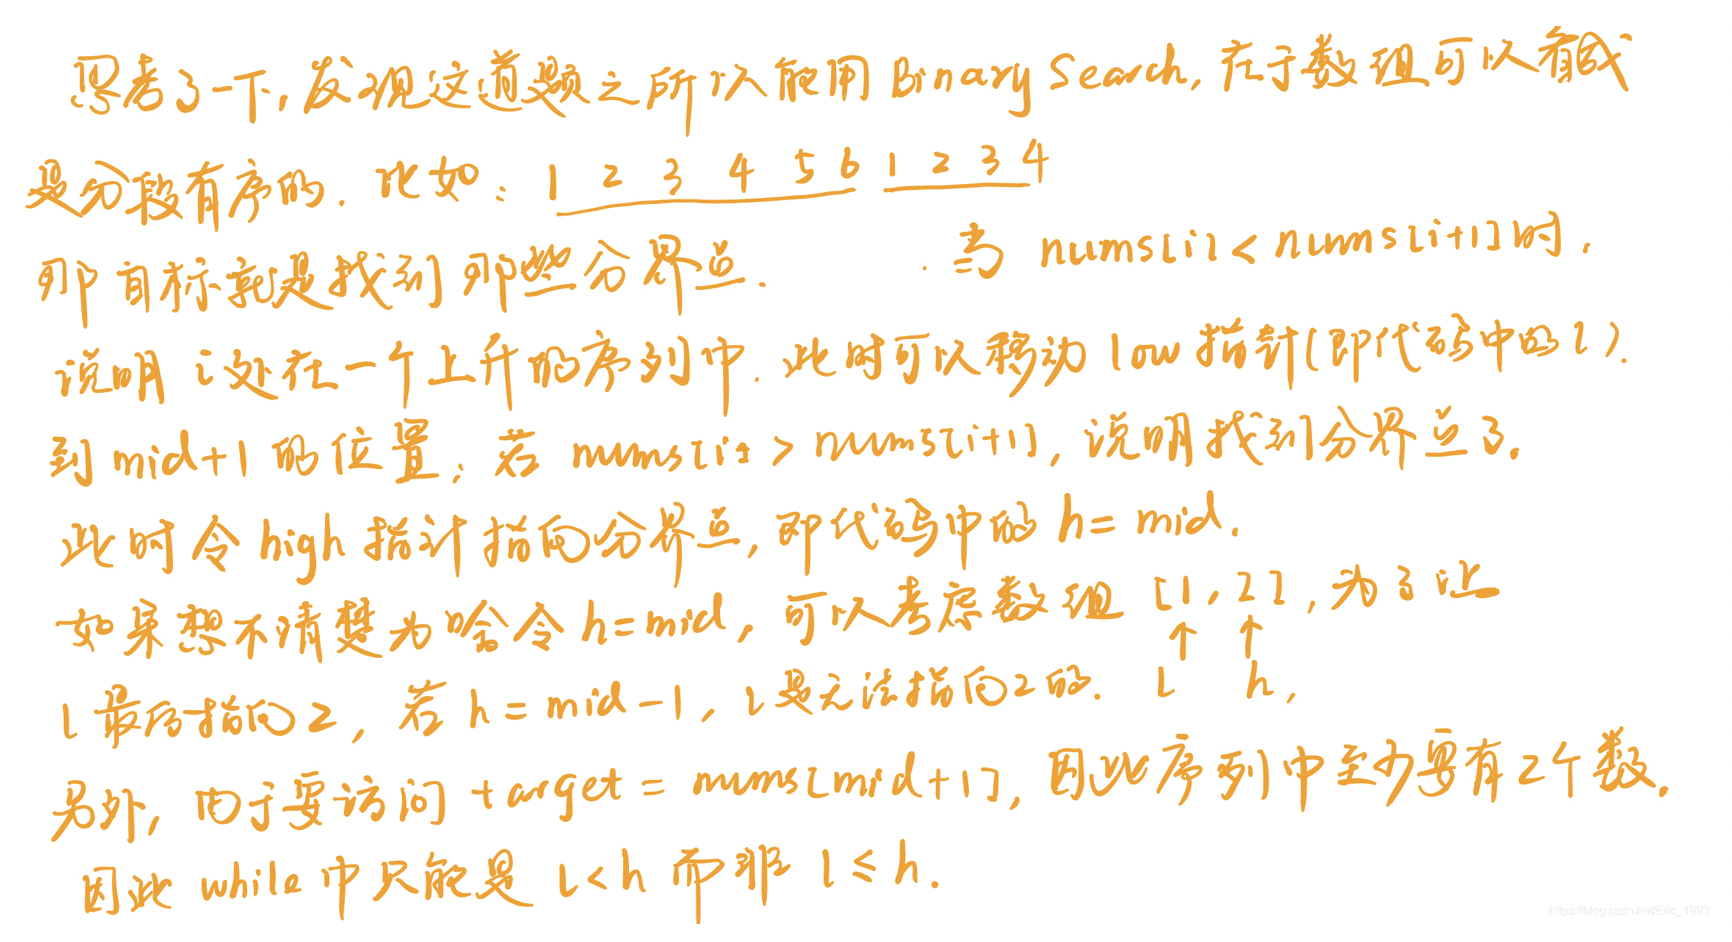 思考了一下,发现这道题之所以能用Binary Search,在于数组可以看成
是分段有序的. 比如: 1 2 3 4 5 6 1 2 3 4
那目标就是找到那些分界点. 当 nums[i] < nums[i+1]时,
说明 i处在一个上升的序列中. 此时可以移动 low 指针(即代码中的l).
到 mid+1 的位置; 若 nums[i] > nums[i+1], 说明找到分界点了.
此时令 high 指针指向分界点, 即代码中的 h = mid.
如果想不清楚为啥令 h=mid, 可以考虑数组 [1, 2], 为了让
↑ ↑
l 最后指向2, 若 h = mid-1, l是无法指向2的. l h,
另外, 由于要访问 target = nums[mid+1], 因此序列中至少要有2个数.
因此 while 中只能是 l<h 而非 l≤h.
https://blog.csdn.net/Eric_1993